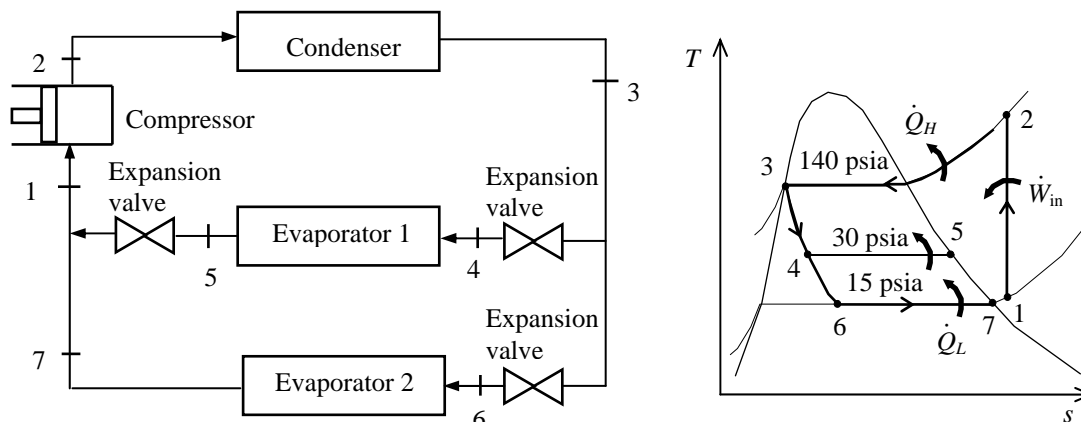 Condenser
2
3
Compressor
1
Expansion
valve
Expansion
valve
Evaporator 1
5
4
7
Expansion
valve
Evaporator 2
6
T
Q̇H
2
3
140 psia
Ẇin
30 psia
5
4
15 psia
6
7
1
Q̇L
s